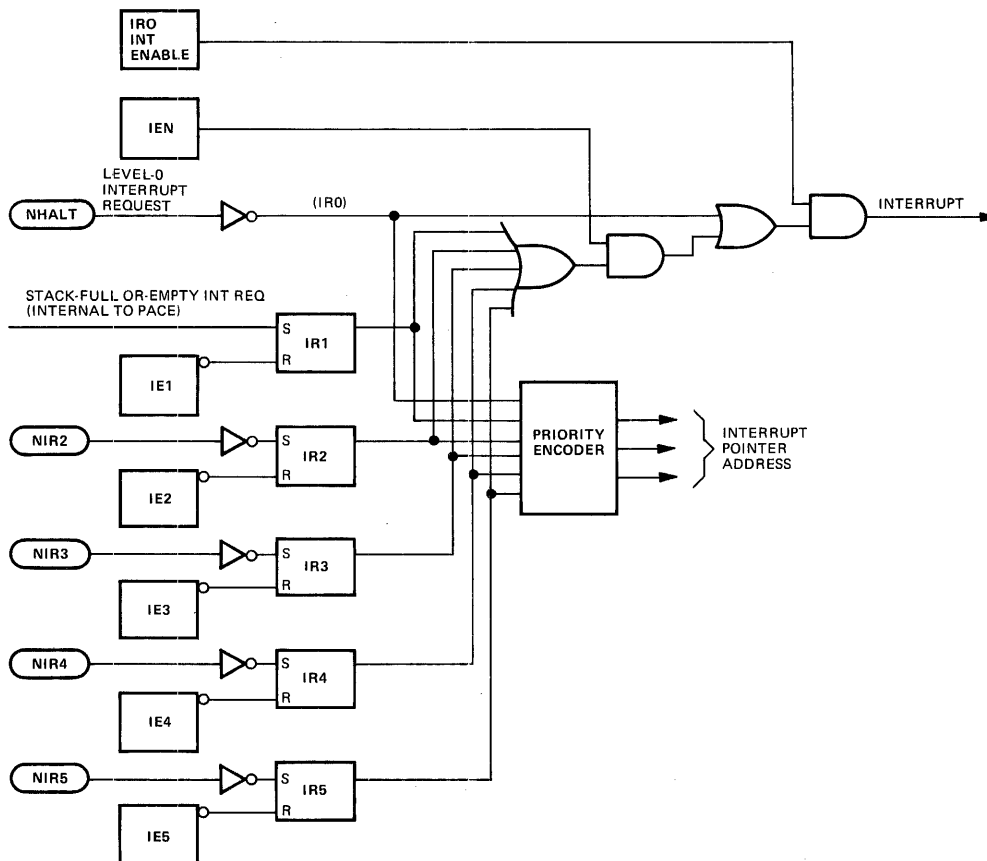 IRO
INT
ENABLE
IEN
LEVEL-0
INTERRUPT
REQUEST
NHALT
(IR0)
INTERRUPT
STACK-FULL OR-EMPTY INT REQ
(INTERNAL TO PACE)
S
R
IR1
IE1
NIR2
S
R
IR2
IE2
PRIORITY
ENCODER
INTERRUPT
POINTER
ADDRESS
NIR3
S
R
IR3
IE3
NIR4
S
R
IR4
IE4
NIR5
S
R
IR5
IE5